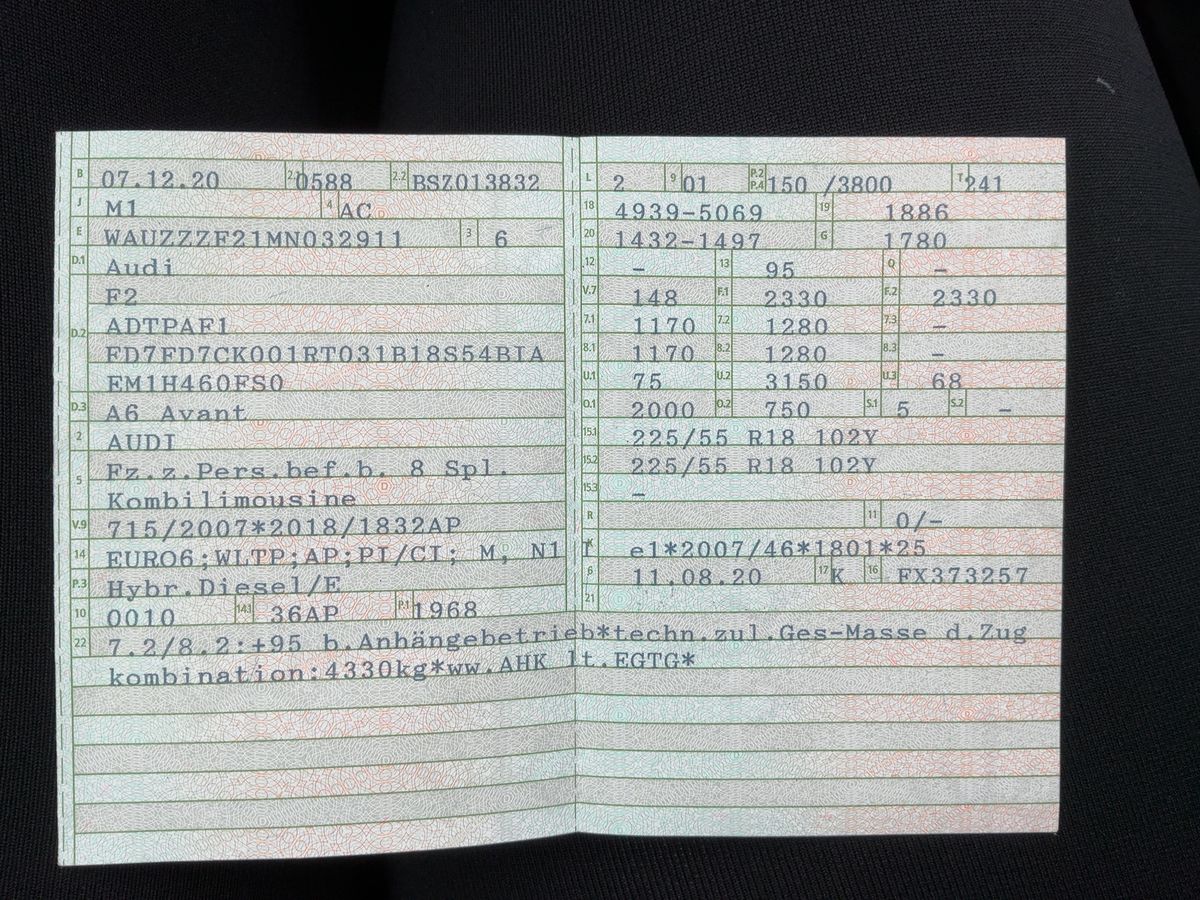 B 07.12.20 2.1 0588 2.2 BSZ013832
J M1 4 AC
E WAUZZZF21MN032911 3 6
D.1 Audi
F2
D.2 ADTPAF1
FD7FD7CK001RT031B18S54BIA
EM1H460FS0
D.3 A6 Avant
2 AUDI
5 Fz.z.Pers.bef.b. 8 Spl.
Kombilimousine
V.9 715/2007*2018/1832AP
14 EURO6;WLTP;AP;PI/CI; M, N1 I
P.3 Hybr.Diesel/E
10 0010 14.1 36AP P.1 1968
L 2 9 01 P.2 P.4 150 /3800 T 241
18 4939-5069 19 1886
20 1432-1497 G 1780
12 - 13 95 Q -
V.7 148 F.1 2330 F.2 2330
7.1 1170 7.2 1280 7.3 -
8.1 1170 8.2 1280 8.3 -
U.1 75 U.2 3150 U.3 68
O.1 2000 O.2 750 S.1 5 S.2 -
15.1 225/55 R18 102Y
15.2 225/55 R18 102Y
15.3 -
R 11 0/-
K e1*2007/46*1801*25
6 11.08.20 17 K 16 FX373257
21
22 7.2/8.2:+95 b.Anhängebetrieb*techn.zul.Ges-Masse d.Zug
kombination:4330kg*ww.AHK lt.EGTG*